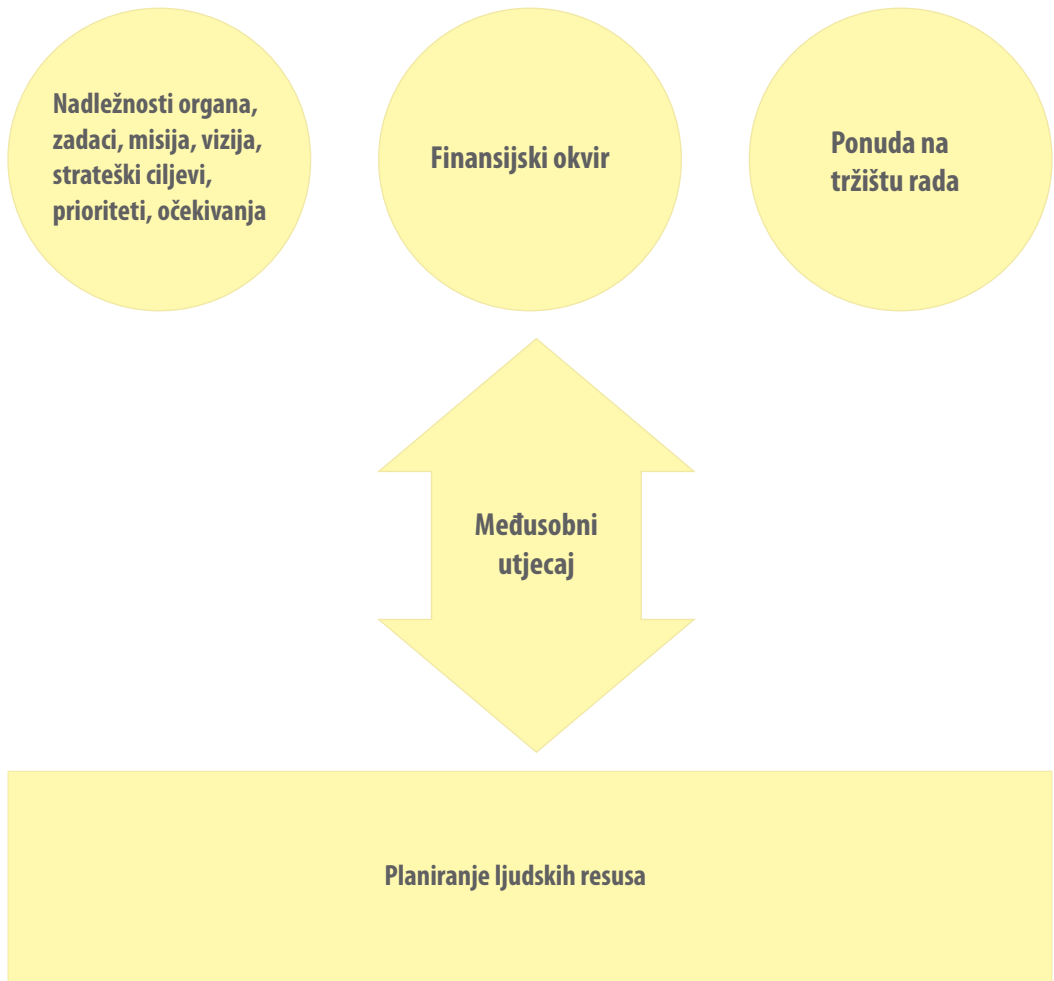 Nadležnosti organa,
zadaci, misija, vizija,
strateški ciljevi,
prioriteti, očekivanja
Finansijski okvir
Ponuda na
tržištu rada
Međusobni
utjecaj
Planiranje ljudskih resusa